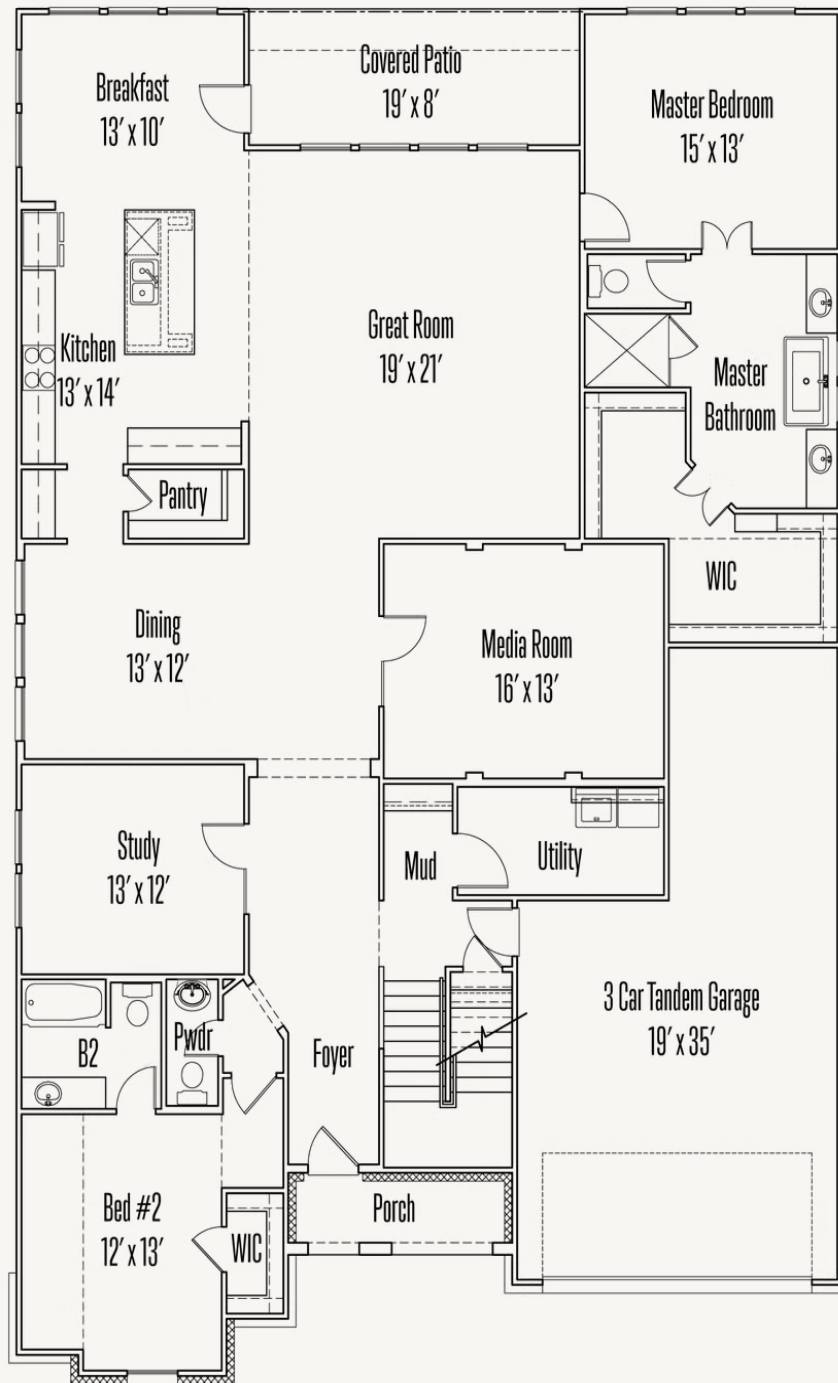 Covered Patio
19' x 8'
Breakfast
13' x 10'
Master Bedroom
15' x 13'
Great Room
19' x 21'
Kitchen
13' x 14'
Master
Bathroom
Pantry
WIC
Dining
13' x 12'
Media Room
16' x 13'
Study
13' x 12'
Mud
Utility
3 Car Tandem Garage
19' x 35'
Pwdr
B2
Foyer
Bed #2
12' x 13'
WIC
Porch